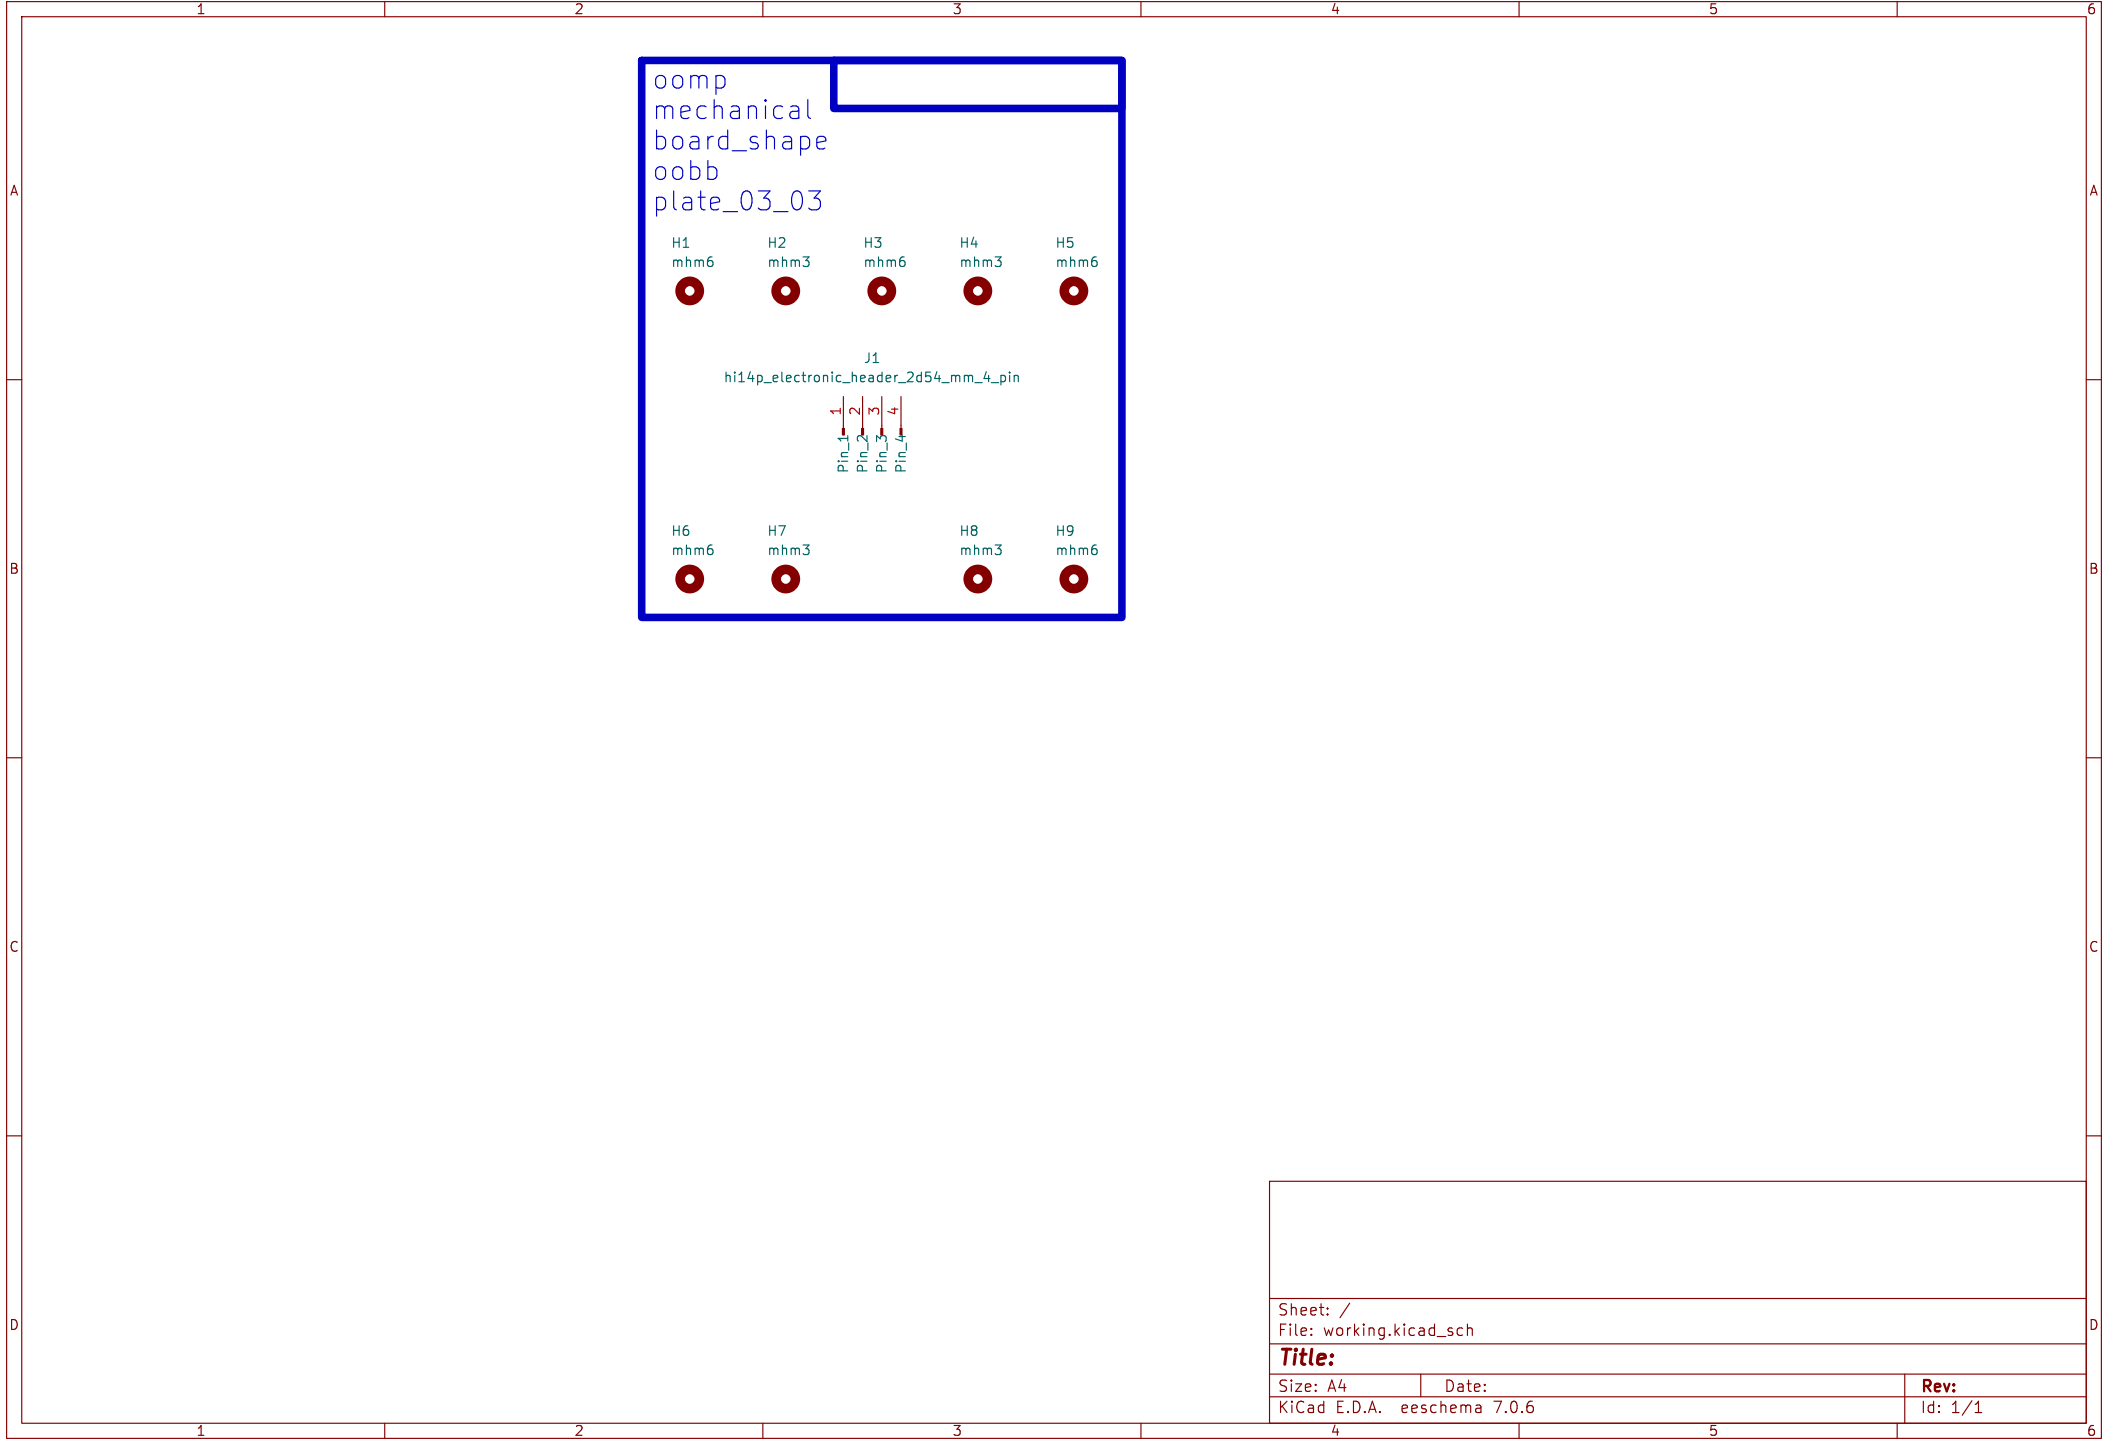 1 2 3 4 5 6
oomp
mechanical
board_shape
oobb
plate_03_03
A A
H1 H2 H3 H4 H5
mhm6 mhm3 mhm6 mhm3 mhm6
J1
hi14p_electronic_header_2d54_mm_4_pin
1 2 3 4
Pin_1 Pin_2 Pin_3 Pin_4
H6 H7 H8 H9
mhm6 mhm3 mhm3 mhm6
B B
C C
Sheet: /
D D
File: working.kicad_sch
Title:
Size: A4 Date: Rev:
KiCad E.D.A. eeschema 7.0.6 Id: 1/1
1 2 3 4 5 6